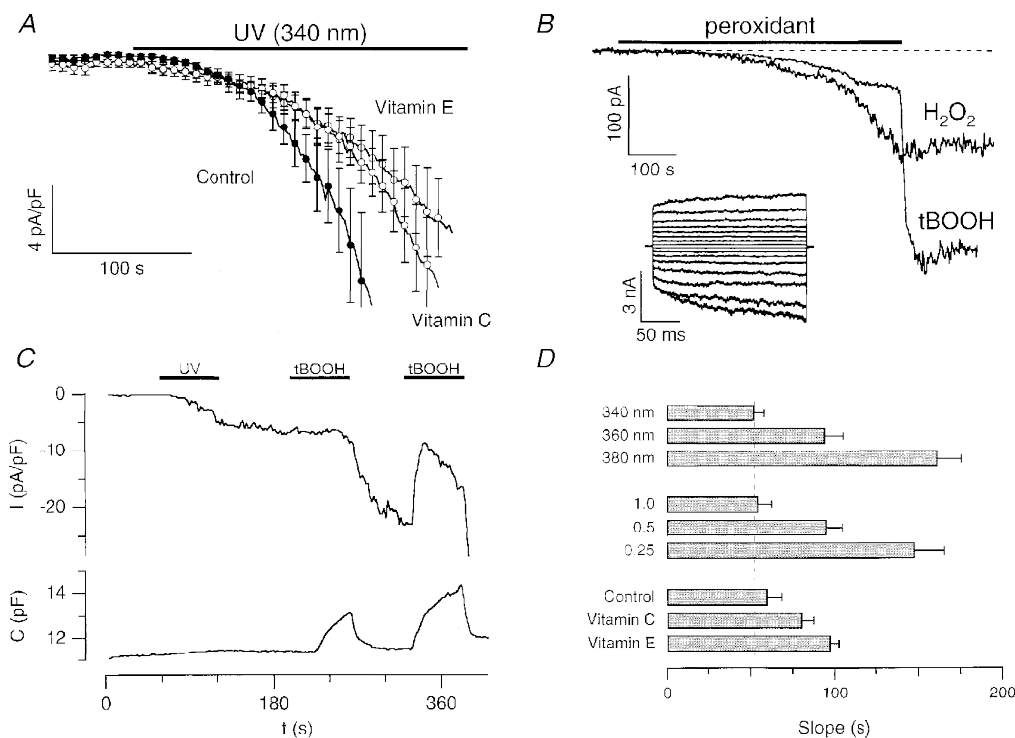 A
UV (340 nm)
Vitamin E
Control
Vitamin C
4 pA/pF
100 s
B
peroxidant
100 pA
100 s
H₂O₂
tBOOH
3 nA
50 ms
C
UV
tBOOH
tBOOH
0
-10
-20
I (pA/pF)
14
12
C (pF)
0
180
360
t (s)
D
340 nm
360 nm
380 nm
1.0
0.5
0.25
Control
Vitamin C
Vitamin E
0
100
200
Slope (s)